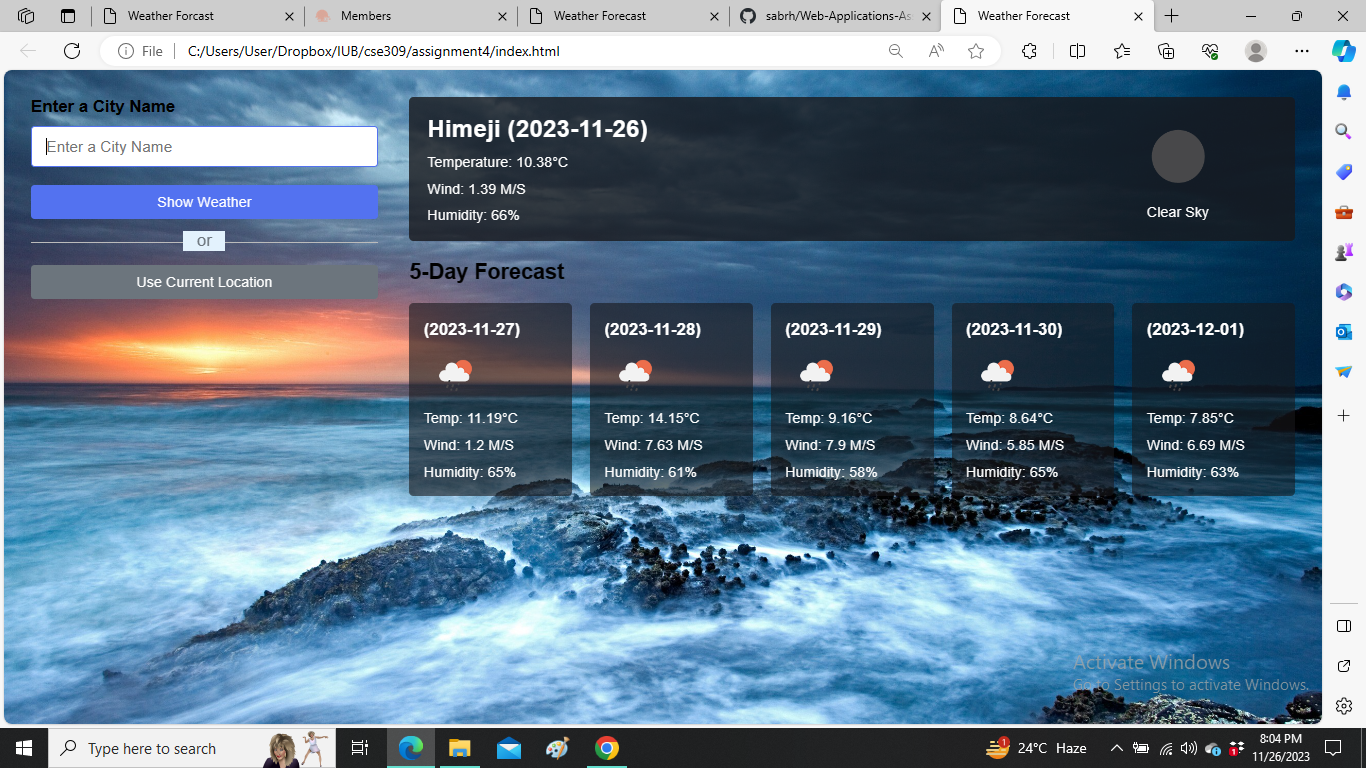 Weather Forcast
Members
Weather Forecast
sabrh/Web-Applications-As
Weather Forecast
File
C:/Users/User/Dropbox/IUB/cse309/assignment4/index.html
Enter a City Name
Enter a City Name
Show Weather
or
Use Current Location
Himeji (2023-11-26)
Temperature: 10.38°C
Wind: 1.39 M/S
Humidity: 66%
Clear Sky
5-Day Forecast
(2023-11-27)
Temp: 11.19°C
Wind: 1.2 M/S
Humidity: 65%
(2023-11-28)
Temp: 14.15°C
Wind: 7.63 M/S
Humidity: 61%
(2023-11-29)
Temp: 9.16°C
Wind: 7.9 M/S
Humidity: 58%
(2023-11-30)
Temp: 8.64°C
Wind: 5.85 M/S
Humidity: 65%
(2023-12-01)
Temp: 7.85°C
Wind: 6.69 M/S
Humidity: 63%
Activate Windows
Go to Settings to activate Windows.
Type here to search
1
24°C Haze
8:04 PM
11/26/2023